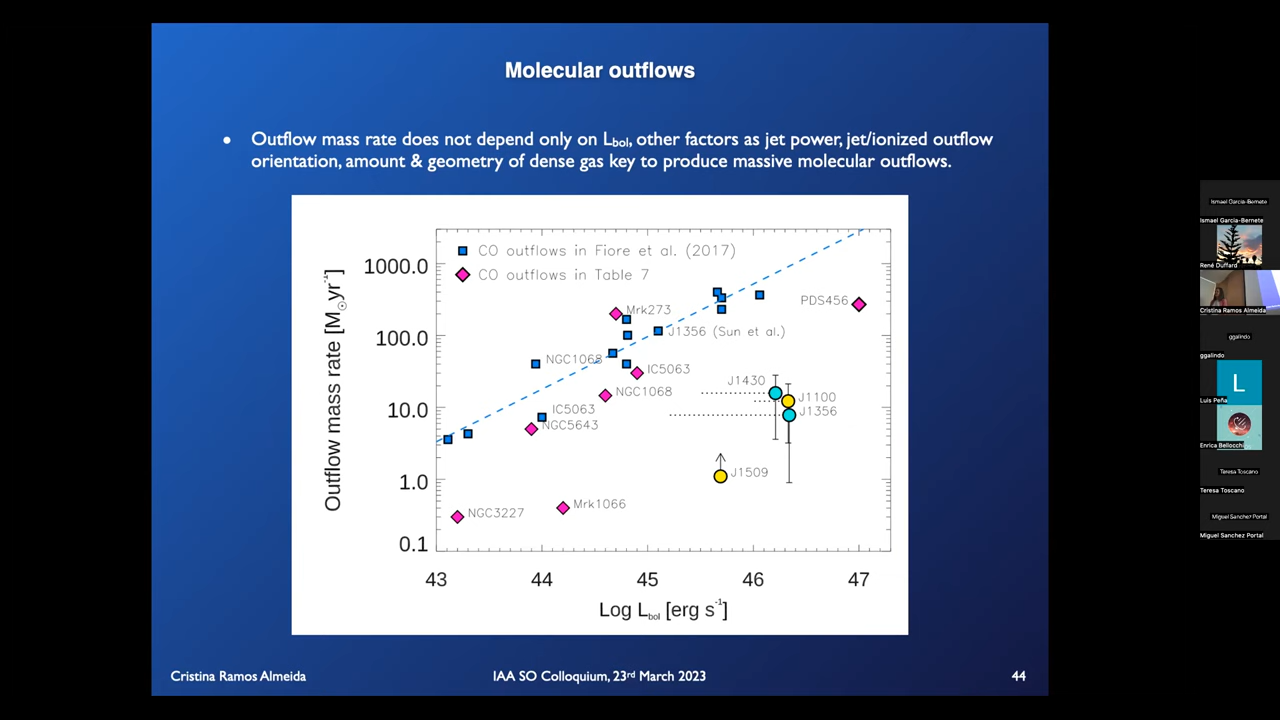 Molecular outflows
• Outflow mass rate does not depend only on Lbol, other factors as jet power, jet/ionized outflow
orientation, amount & geometry of dense gas key to produce massive molecular outflows.
CO outflows in Fiore et al. (2017)
CO outflows in Table 7
1000.0
100.0
10.0
1.0
0.1
Outflow mass rate [M☉yr-1]
PDS456
Mrk273
J1356 (Sun et al.)
NGC1068
IC5063
NGC1068
J1430
J1100
J1356
IC5063
NGC5643
J1509
Mrk1066
NGC3227
43 44 45 46 47
Log Lbol [erg s-1]
Cristina Ramos Almeida
IAA SO Colloquium, 23rd March 2023
44
Ismael Garcia-Bernete
Ismael Garcia-Bernete
René Duffard
Cristina Ramos Almeida
ggalindo
ggalindo
L
Luis Peña
Enrica Bellocchi
Teresa Toscano
Teresa Toscano
Miguel Sanchez Portal
Miguel Sanchez Portal